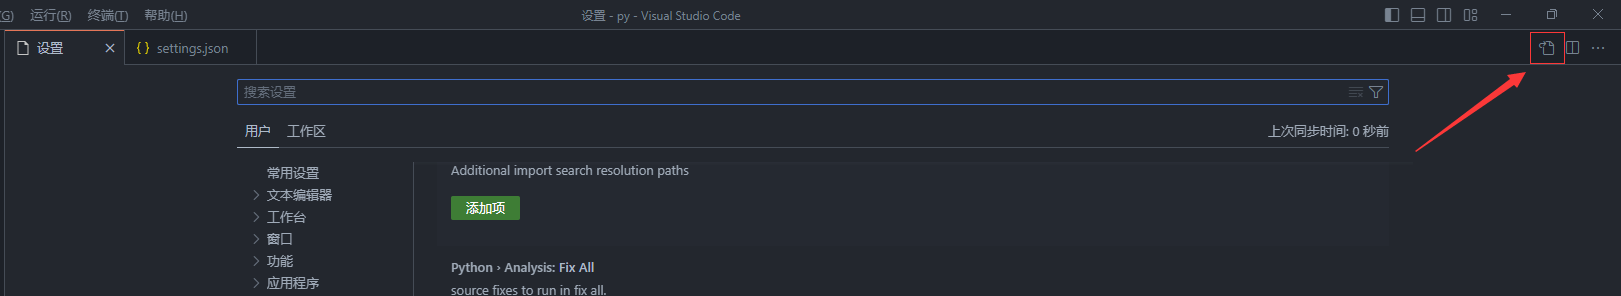 (G) 运行(R) 终端(T) 帮助(H) 设置 - py - Visual Studio Code
设置 {} settings.json
搜索设置
用户 工作区 上次同步时间: 0 秒前
常用设置
文本编辑器
工作台
窗口
功能
应用程序
Additional import search resolution paths
添加项
Python › Analysis: Fix All
source fixes to run in fix all.